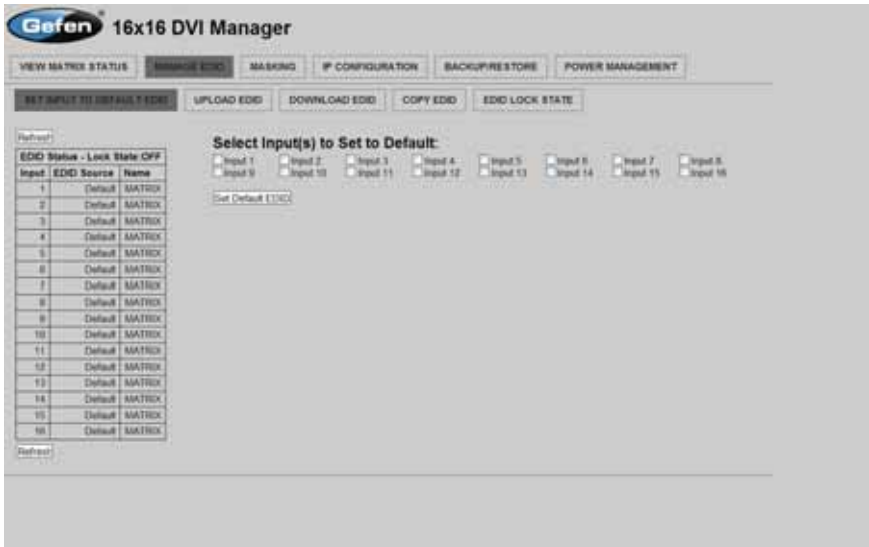 Gefen 16x16 DVI Manager
VIEW MATRIX STATUS MANAGE EDID MASKING IP CONFIGURATION BACKUP/RESTORE POWER MANAGEMENT
SET INPUT TO DEFAULT EDID UPLOAD EDID DOWNLOAD EDID COPY EDID EDID LOCK STATE
Refresh
Select Input(s) to Set to Default:
EDID Status - Lock State:OFF
Input 1 Input 2 Input 3 Input 4 Input 5 Input 6 Input 7 Input 8
Input 9 Input 10 Input 11 Input 12 Input 13 Input 14 Input 15 Input 16
Set Default EDID
Input EDID Source Name
1 Default MATRIX
2 Default MATRIX
3 Default MATRIX
4 Default MATRIX
5 Default MATRIX
6 Default MATRIX
7 Default MATRIX
8 Default MATRIX
9 Default MATRIX
10 Default MATRIX
11 Default MATRIX
12 Default MATRIX
13 Default MATRIX
14 Default MATRIX
15 Default MATRIX
16 Default MATRIX
Refresh